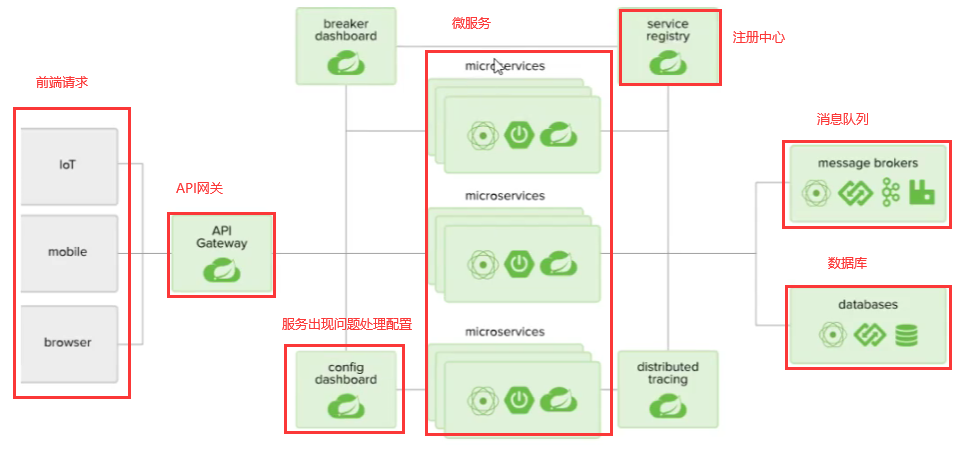 breaker
dashboard
微服务
service
registry
注册中心
前端请求
microservices
消息队列
IoT
message brokers
API网关
microservices
mobile
API
Gateway
数据库
databases
服务出现问题处理配置
microservices
browser
config
dashboard
distributed
tracing